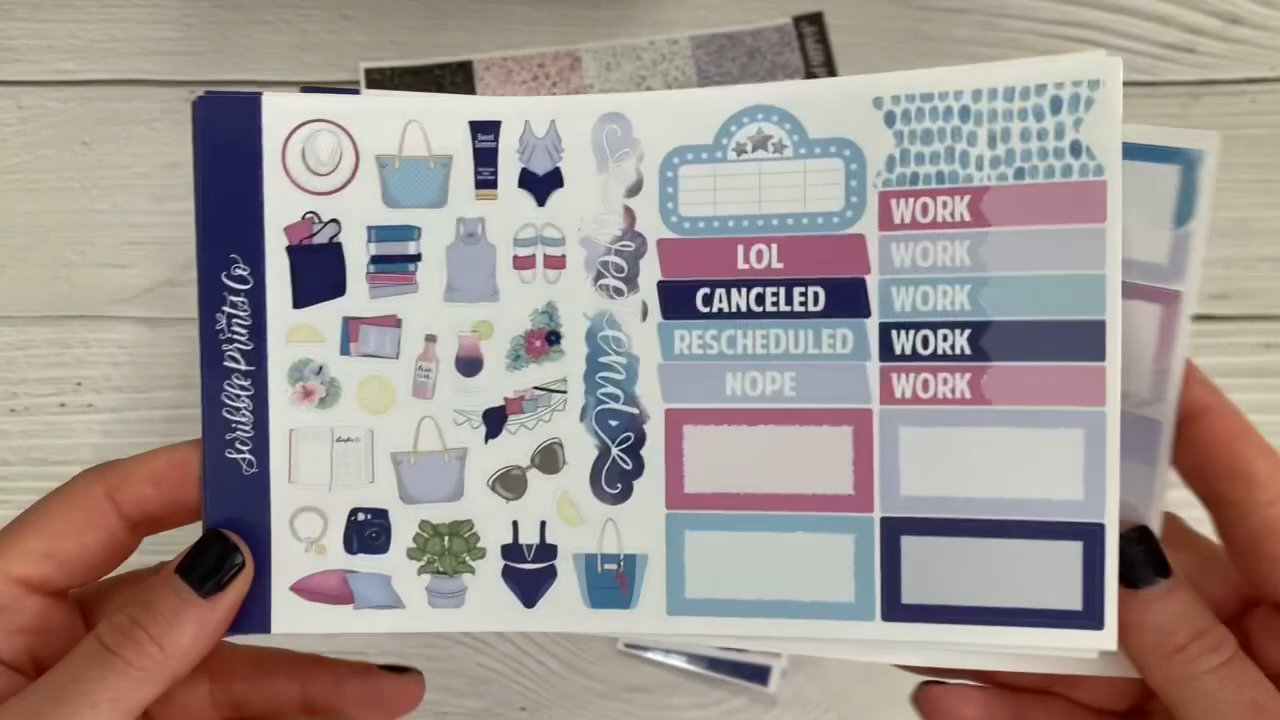 Scribble Prints Co
Sweet
Summer
weekend
LOL
CANCELED
RESCHEDULED
NOPE
WORK
WORK
WORK
WORK
WORK